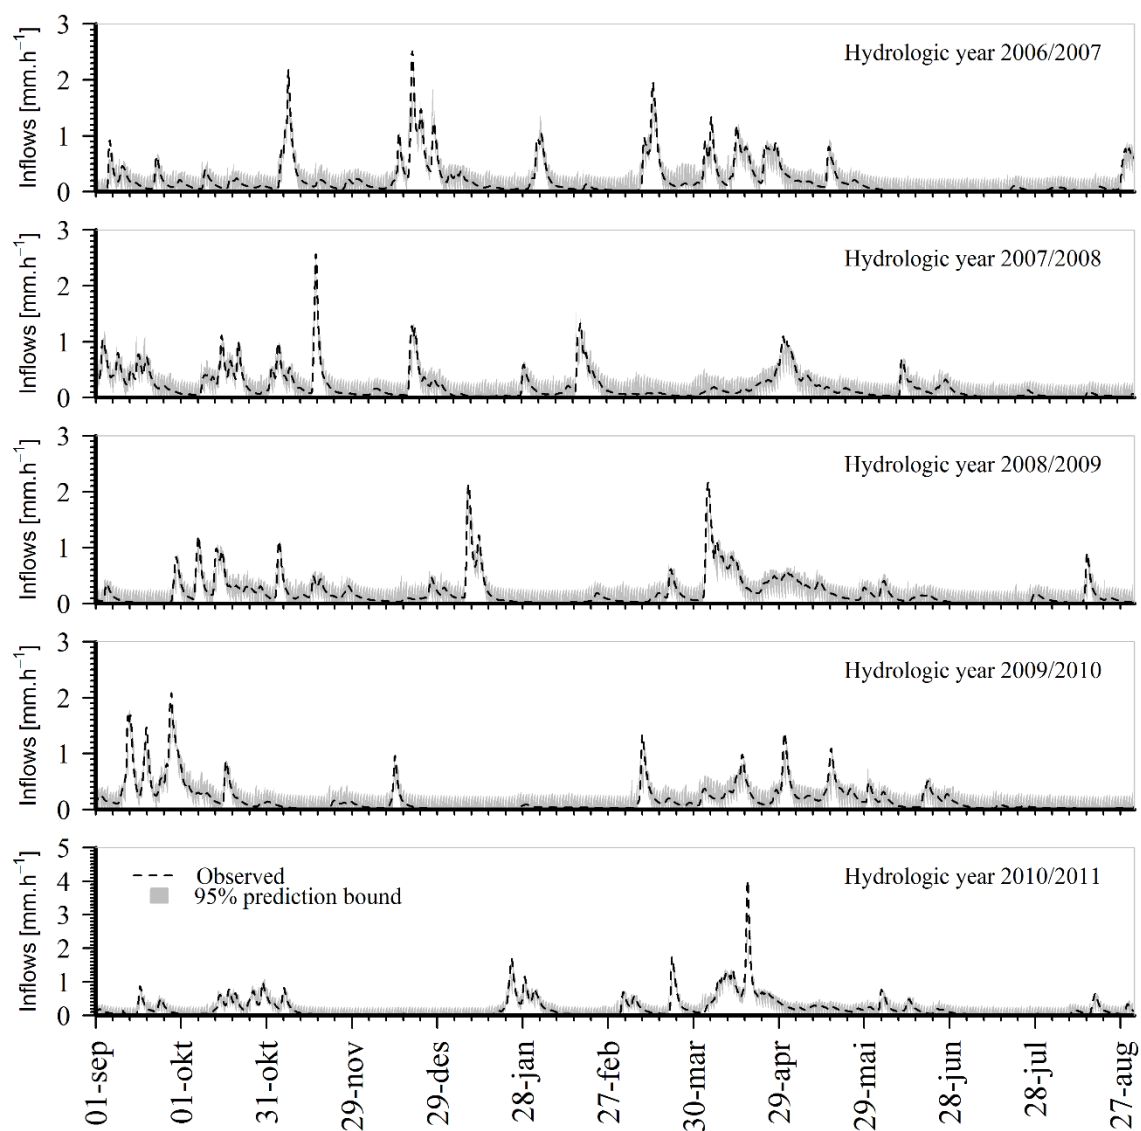 Inflows [mm.h⁻¹]
3
2
1
0
Hydrologic year 2006/2007
Inflows [mm.h⁻¹]
3
2
1
0
Hydrologic year 2007/2008
Inflows [mm.h⁻¹]
3
2
1
0
Hydrologic year 2008/2009
Inflows [mm.h⁻¹]
3
2
1
0
Hydrologic year 2009/2010
Inflows [mm.h⁻¹]
5
4
3
2
1
0
Observed
95% prediction bound
Hydrologic year 2010/2011
01-sep
01-okt
31-okt
29-nov
29-des
28-jan
27-feb
30-mar
29-apr
29-mai
28-jun
28-jul
27-aug